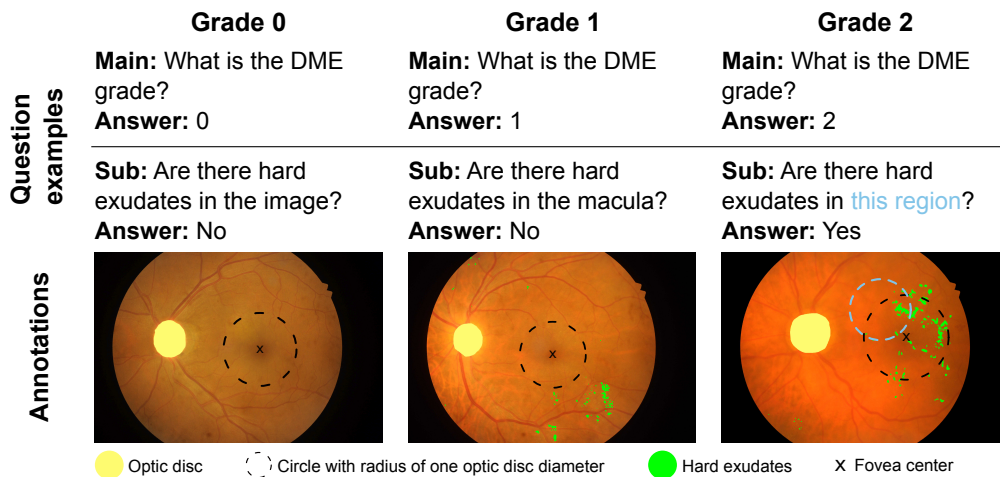 Grade 0
Grade 1
Grade 2
Question
examples
Main: What is the DME
grade?
Answer: 0
Main: What is the DME
grade?
Answer: 1
Main: What is the DME
grade?
Answer: 2
Sub: Are there hard
exudates in the image?
Answer: No
Sub: Are there hard
exudates in the macula?
Answer: No
Sub: Are there hard
exudates in this region?
Answer: Yes
Annotations
x
x
x
Optic disc
Circle with radius of one optic disc diameter
Hard exudates
x Fovea center